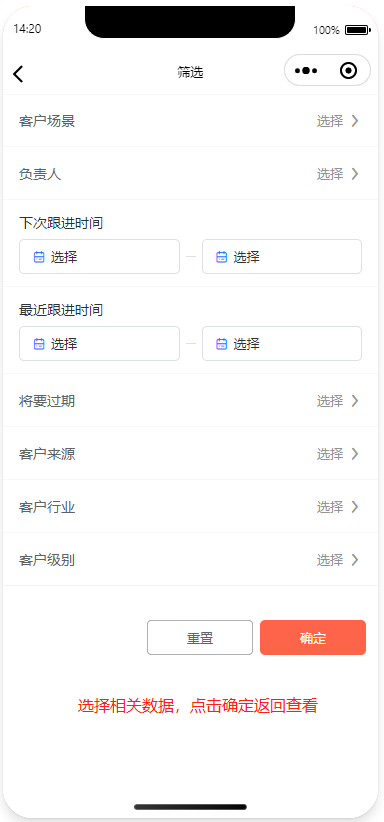 14:20 100%
筛选
客户场景 选择
负责人 选择
下次跟进时间
选择 选择
最近跟进时间
选择 选择
将要过期 选择
客户来源 选择
客户行业 选择
客户级别 选择
重置 确定
选择相关数据，点击确定返回查看